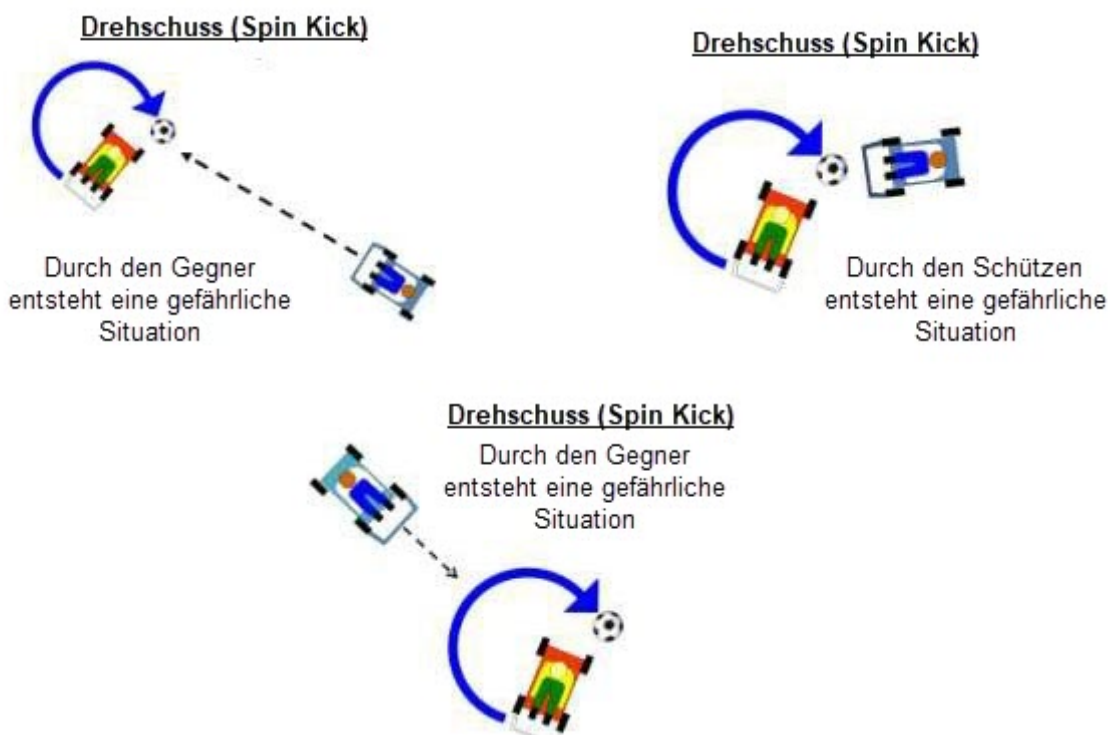 Drehschuss (Spin Kick)
Durch den Gegner
entsteht eine gefährliche
Situation
Drehschuss (Spin Kick)
Durch den Schützen
entsteht eine gefährliche
Situation
Drehschuss (Spin Kick)
Durch den Gegner
entsteht eine gefährliche
Situation